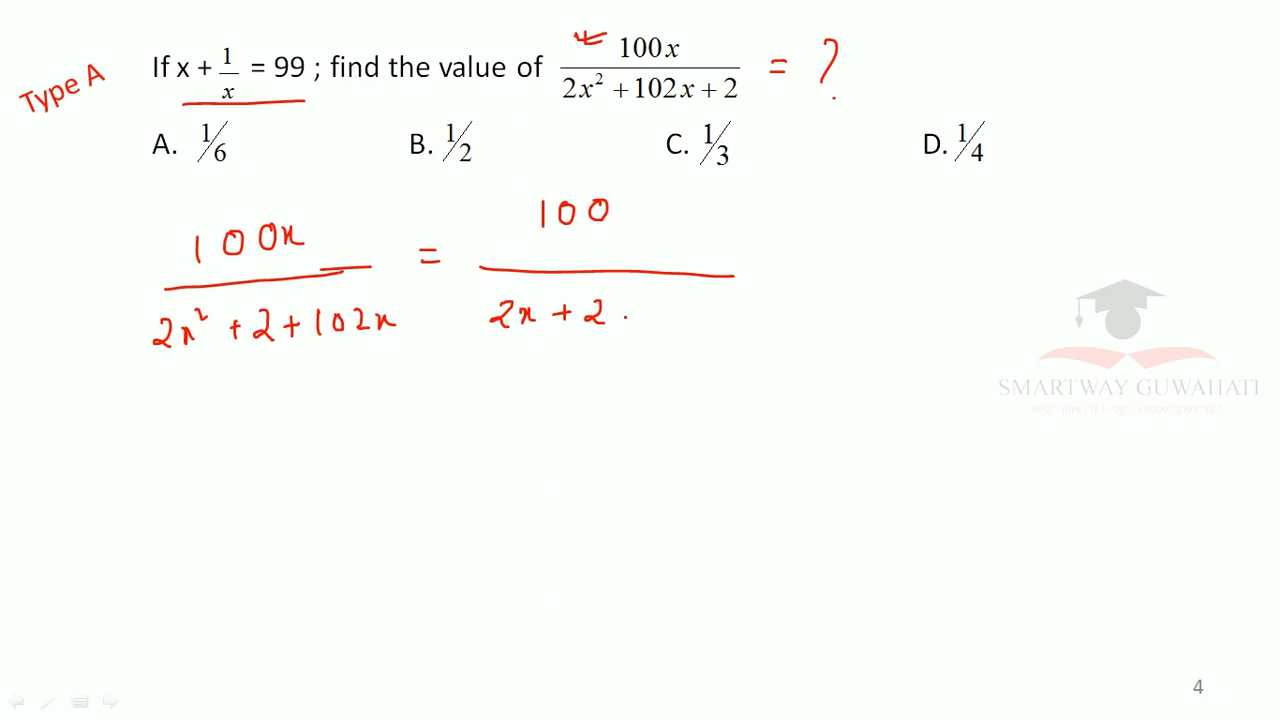 Type A
If x + 1/x = 99 ; find the value of 100x / 2x² + 102x + 2 = ?
A. 1/6 B. 1/2 C. 1/3 D. 1/4
100x / 2x² + 2 + 102x = 100 / 2x + 2 .
SMARTWAY GUWAHATI
4